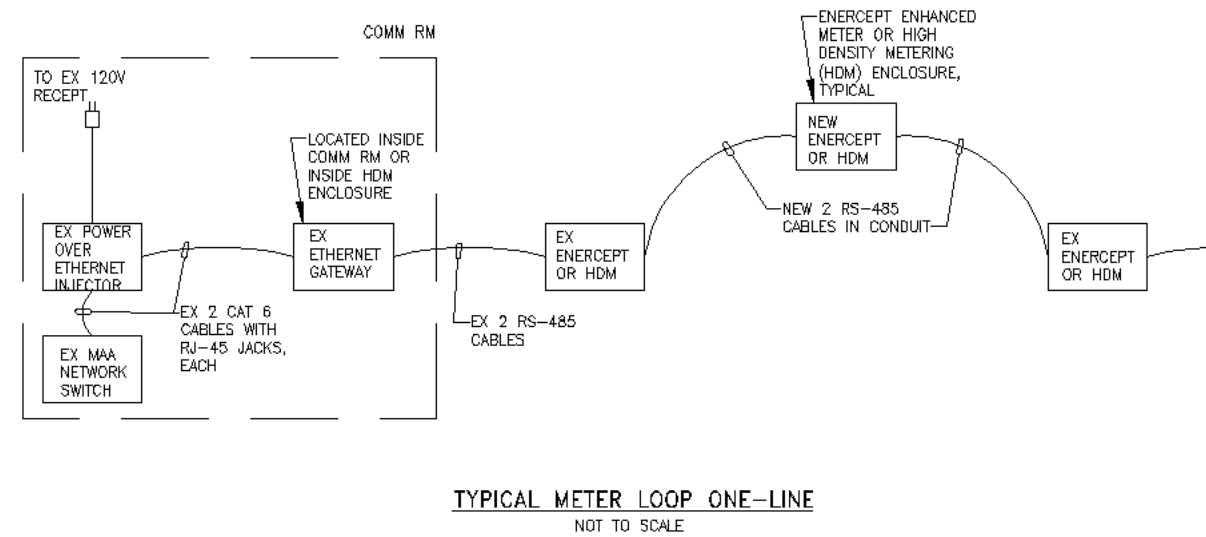 COMM RM
TO EX 120V
RECEPT
LOCATED INSIDE
COMM RM OR
INSIDE HDM
ENCLOSURE
EX POWER
OVER
ETHERNET
INJECTOR
EX
ETHERNET
GATEWAY
EX 2 CAT 6
CABLES WITH
RJ-45 JACKS,
EACH
EX MAA
NETWORK
SWITCH
EX 2 RS-485
CABLES
EX
ENERCEPT
OR HDM
ENERCEPT ENHANCED
METER OR HIGH
DENSITY METERING
(HDM) ENCLOSURE,
TYPICAL
NEW
ENERCEPT
OR HDM
NEW 2 RS-485
CABLES IN CONDUIT
EX
ENERCEPT
OR HDM
TYPICAL METER LOOP ONE-LINE
NOT TO SCALE